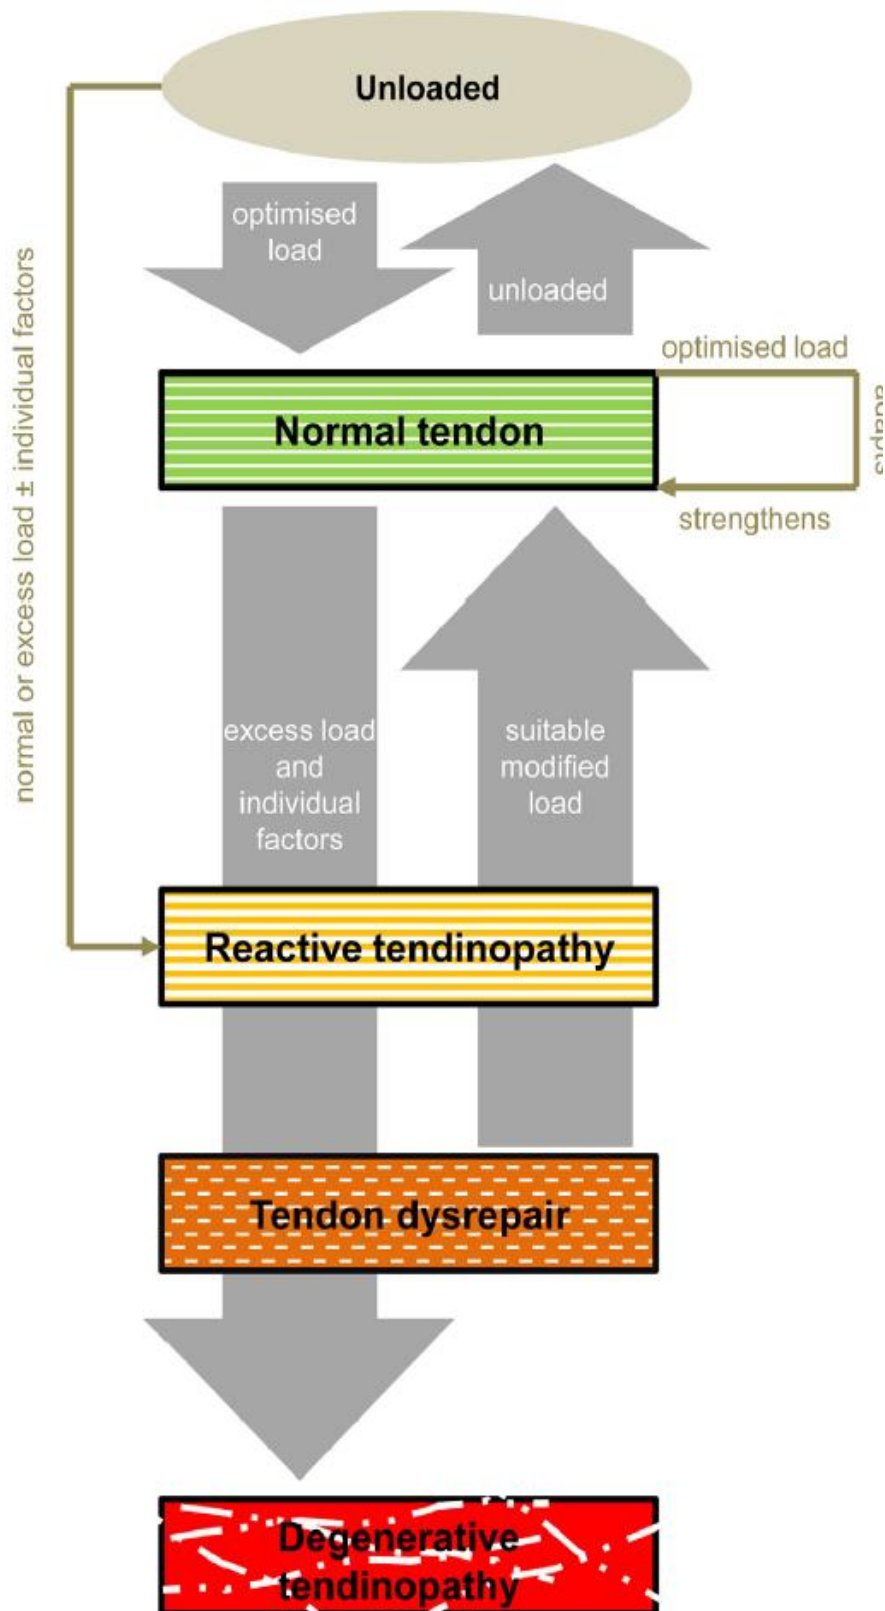 Unloaded
optimised
load
unloaded
normal or excess load ± individual factors
optimised load
adapts
strengthens
Normal tendon
excess load
and
individual
factors
suitable
modified
load
Reactive tendinopathy
Tendon dysrepair
Degenerative
tendinopathy